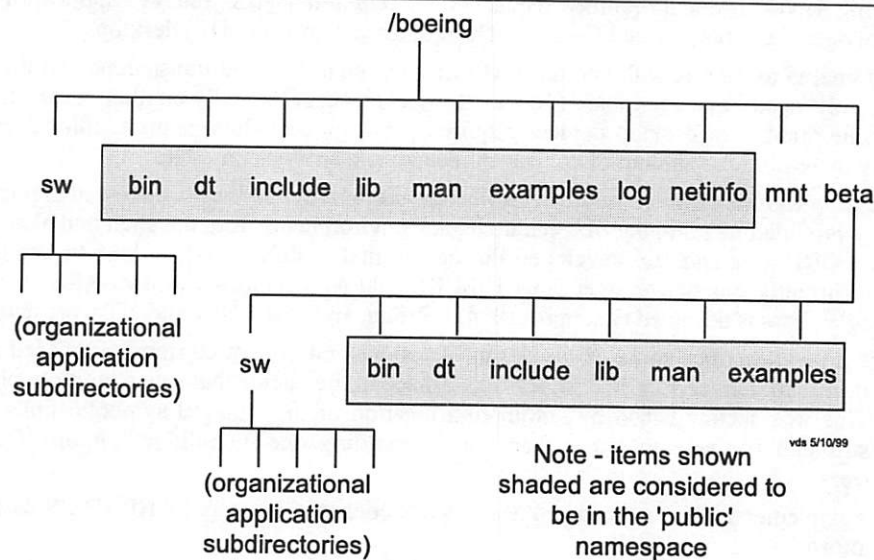 /boeing
sw bin dt include lib man examples log netinfo mnt beta
(organizational
application
subdirectories)
sw bin dt include lib man examples
(organizational
application
subdirectories)
vds 5/10/99
Note - items shown
shaded are considered to
be in the 'public'
namespace